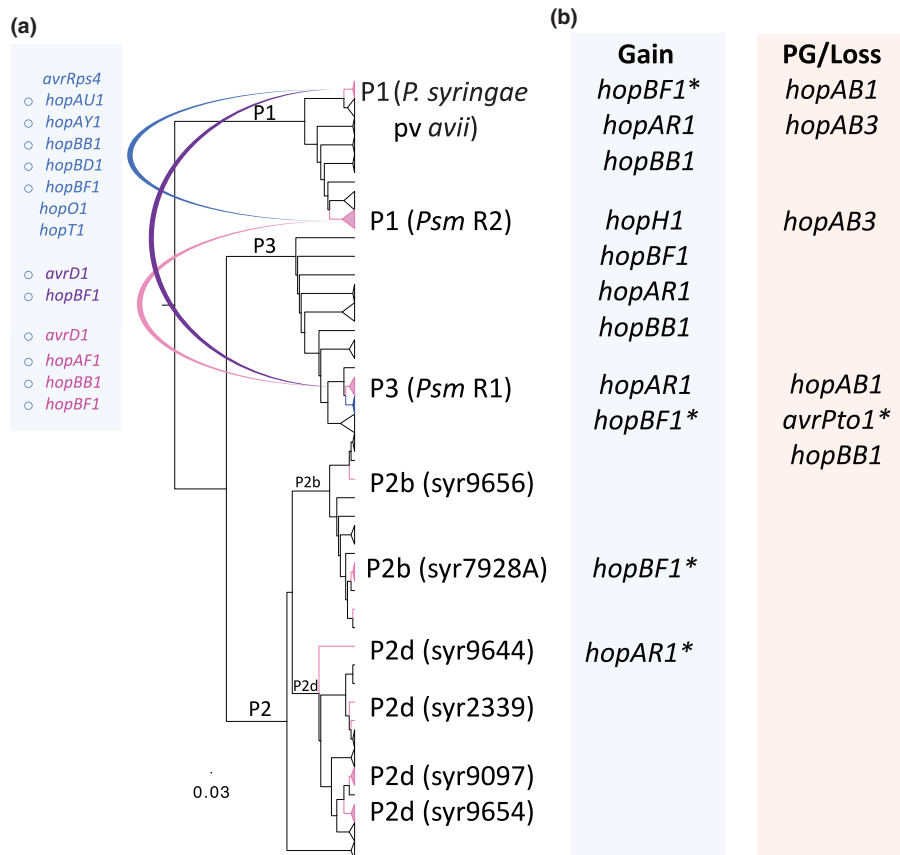 (a)
avrRps4
hopAU1
hopAY1
hopBB1
hopBD1
hopBF1
hopO1
hopT1
avrD1
hopBF1
avrD1
hopAF1
hopBB1
hopBF1
P1
P3
P2b
P2d
P2
0.03
P1 (P. syringae
pv avii)
P1 (Psm R2)
P3 (Psm R1)
P2b (syr9656)
P2b (syr7928A)
P2d (syr9644)
P2d (syr2339)
P2d (syr9097)
P2d (syr9654)
(b)
Gain
hopBF1*
hopAR1
hopBB1
hopH1
hopBF1
hopAR1
hopBB1
hopAR1
hopBF1*
hopBF1*
hopAR1*
PG/Loss
hopAB1
hopAB3
hopAB3
hopAB1
avrPto1*
hopBB1